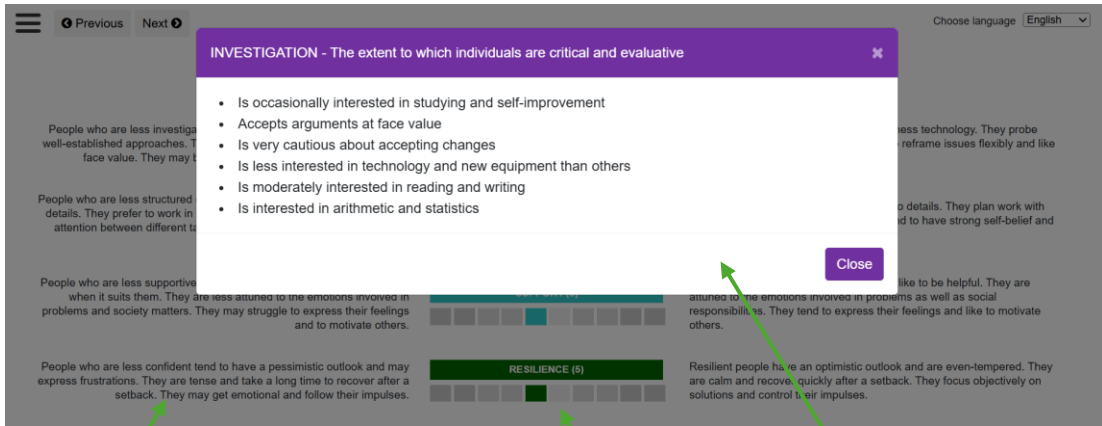 Previous Next Choose language English
INVESTIGATION - The extent to which individuals are critical and evaluative
• Is occasionally interested in studying and self-improvement
• Accepts arguments at face value
• Is very cautious about accepting changes
• Is less interested in technology and new equipment than others
• Is moderately interested in reading and writing
• Is interested in arithmetic and statistics
Close
People who are less
well-established approaches.
face value. They may
ness technology. They probe
reframe issues flexibly and like
People who are less structured
details. They prefer to work in
attention between different
o details. They plan work with
d to have strong self-belief and
People who are less supportive
when it suits them. They are less attuned to the emotions involved in
problems and society matters. They may struggle to express their feelings
and to motivate others.
like to be helpful. They are
attuned to the emotions involved in problems as well as social
responsibilities. They tend to express their feelings and like to motivate
others.
People who are less confident tend to have a pessimistic outlook and may
express frustrations. They are tense and take a long time to recover after a
setback. They may get emotional and follow their impulses.
RESILIENCE (5)
Resilient people have an optimistic outlook and are even-tempered. They
are calm and recover quickly after a setback. They focus objectively on
solutions and control their impulses.